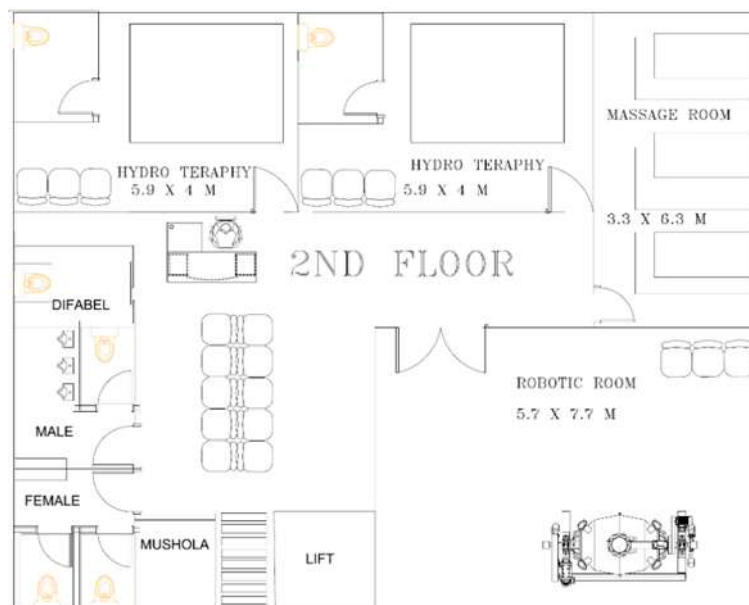 MASSAGE ROOM
HYDRO TERAPHY
5.9 X 4 M
HYDRO TERAPHY
5.9 X 4 M
3.3 X 6.3 M
2ND FLOOR
DIFABEL
ROBOTIC ROOM
5.7 X 7.7 M
MALE
FEMALE
MUSHOLA
LIFT